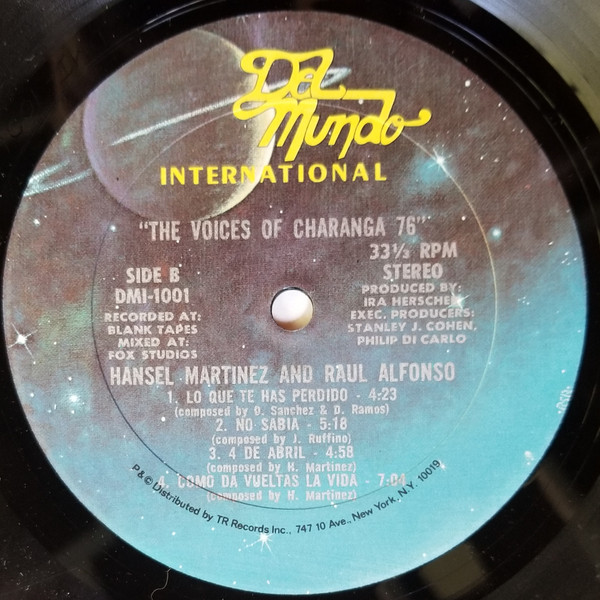 Del
Mundo
INTERNATIONAL
"THE VOICES OF CHARANGA 76"
33⅓ RPM
SIDE B
STEREO
DMI-1001
PRODUCED BY:
IRA HERSCHER
RECORDED AT:
EXEC. PRODUCERS:
BLANK TAPES
STANLEY J. COHEN,
MIXED AT:
PHILIP DI CARLO
FOX STUDIOS
HANSEL MARTINEZ AND RAUL ALFONSO
1. LO QUE TE HAS PERDIDO - 4:23
(composed by O. Sanchez & D. Ramos)
2. NO SABIA - 5:18
(composed by J. Ruffino)
3. 4 DE ABRIL - 4:58
(composed by H. Martinez)
4. COMO DA VUELTAS LA VIDA - 7:04
(composed by H. Martinez)
P & © Distributed by TR Records Inc., 747 10 Ave., New York, N.Y. 10019